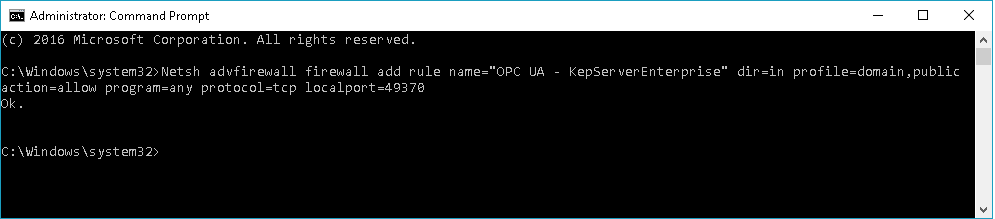 Administrator: Command Prompt
(c) 2016 Microsoft Corporation. All rights reserved.
C:\Windows\system32>Netsh advfirewall firewall add rule name="OPC UA - KepServerEnterprise" dir=in profile=domain,public
action=allow program=any protocol=tcp localport=49370
Ok.
C:\Windows\system32>